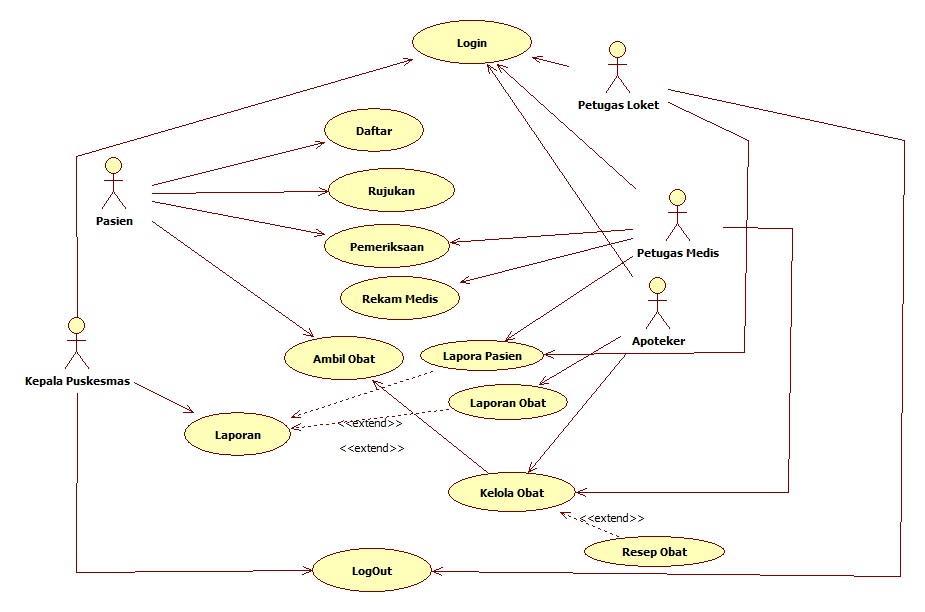 Login
Petugas Loket
Daftar
Pasien
Rujukan
Pemeriksaan
Petugas Medis
Rekam Medis
Apoteker
Lapora Pasien
Ambil Obat
Kepala Puskesmas
Laporan Obat
<<extend>>
Laporan
<<extend>>
Kelola Obat
<<extend>>
Resep Obat
LogOut